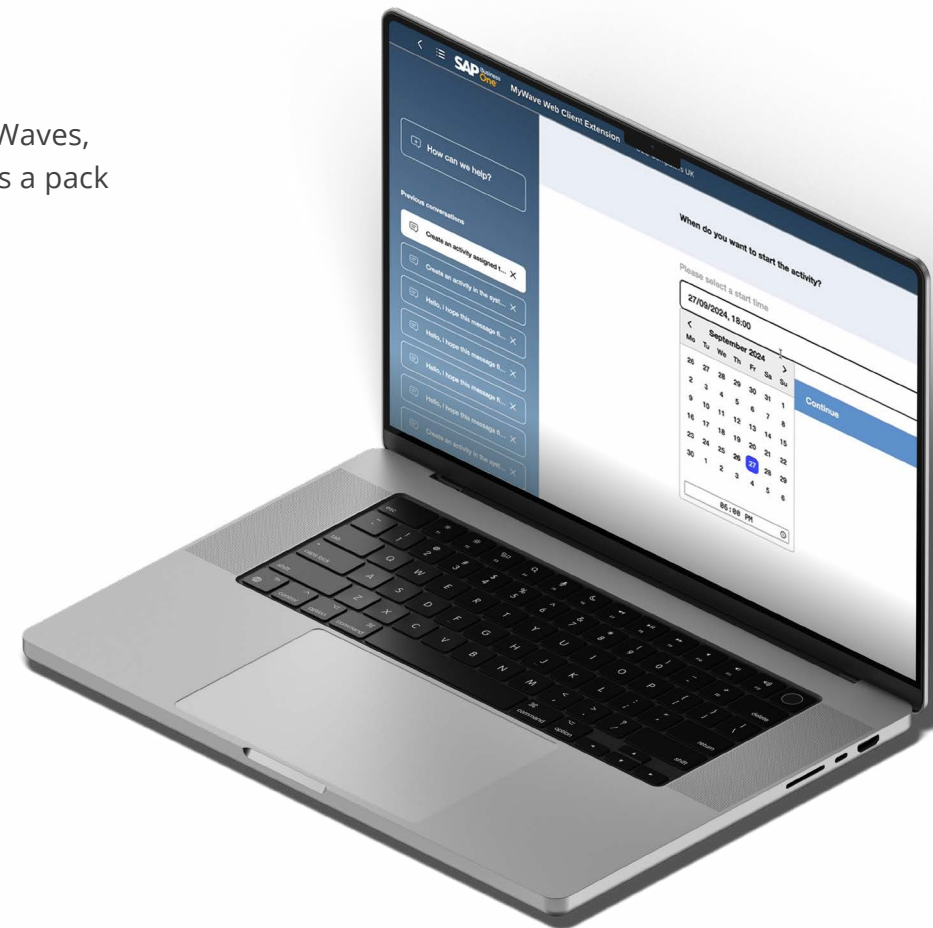 Waves,
s a pack
SAP Business One
MyWave Web Client Extension
UK
How can we help?
Previous conversations
Create an activity assigned t...
Create an activity in the syst...
Hello, I hope this message fi...
Hello, I hope this message fi...
Hello, I hope this message fi...
Hello, I hope this message fi...
Create an activity in the syst...
When do you want to start the activity?
Please select a start time
27/09/2024, 18:00
September 2024
Mo Tu We Th Fr Sa Su
26 27 28 29 30 31 1
2 3 4 5 6 7 8
9 10 11 12 13 14 15
16 17 18 19 20 21 22
23 24 25 26 27 28 29
30 1 2 3 4 5 6
06:00 PM
Continue
esc
delete
tab
Q W E R T Y U I O P
caps lock
A S D F G H J K L
return
shift
Z X C V B N M
shift
control
option
command
command
option